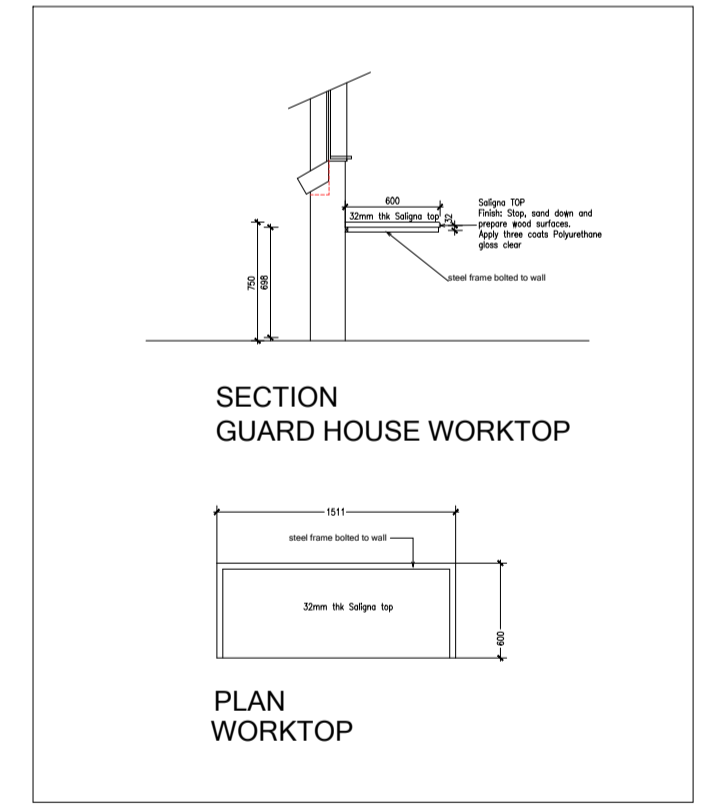 600
32mm thk Saligna top
32
Saligna TOP
Finish: Stop, sand down and
prepare wood surfaces.
Apply three coats Polyurethane
gloss clear
steel frame bolted to wall
750
698
SECTION
GUARD HOUSE WORKTOP
1511
steel frame bolted to wall
32mm thk Saligna top
600
PLAN
WORKTOP